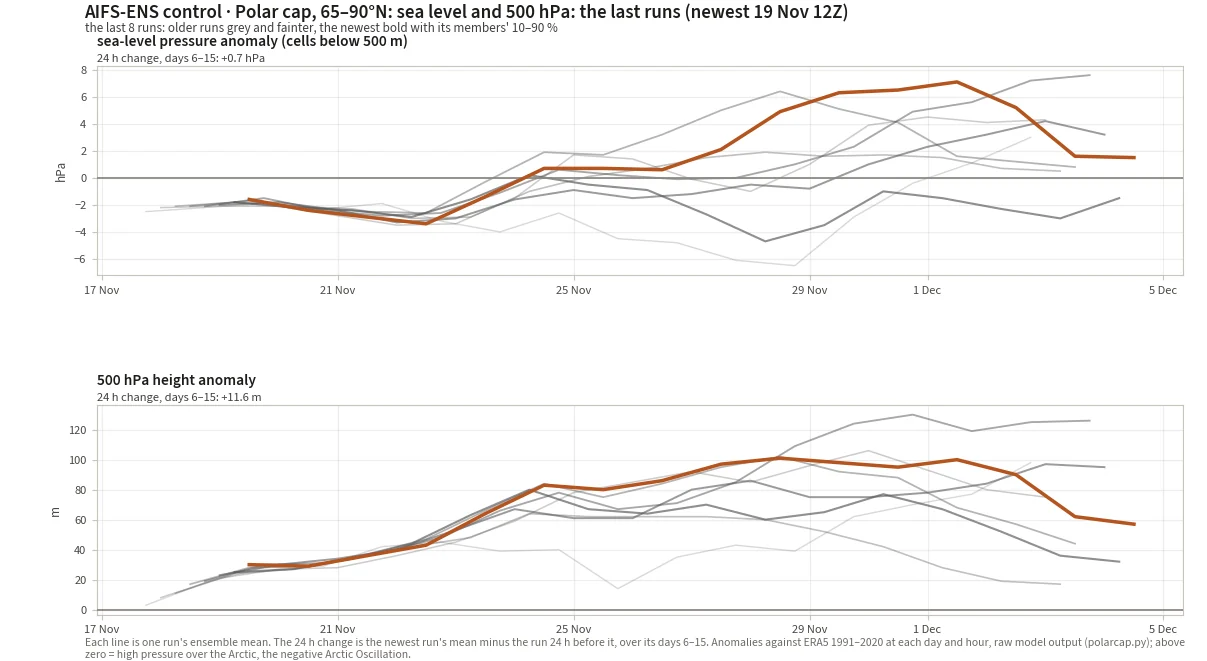 AIFS-ENS control · Polar cap, 65–90°N: sea level and 500 hPa: the last runs (newest 19 Nov 12Z)
the last 8 runs: older runs grey and fainter, the newest bold with its members' 10–90 %
sea-level pressure anomaly (cells below 500 m)
24 h change, days 6–15: +0.7 hPa
8
6
4
2
0
−2
−4
−6
hPa
17 Nov
21 Nov
25 Nov
29 Nov
1 Dec
5 Dec
500 hPa height anomaly
24 h change, days 6–15: +11.6 m
120
100
80
60
40
20
0
m
17 Nov
21 Nov
25 Nov
29 Nov
1 Dec
5 Dec
Each line is one run's ensemble mean. The 24 h change is the newest run's mean minus the run 24 h before it, over its days 6–15. Anomalies against ERA5 1991–2020 at each day and hour, raw model output (polarcap.py); above
zero = high pressure over the Arctic, the negative Arctic Oscillation.